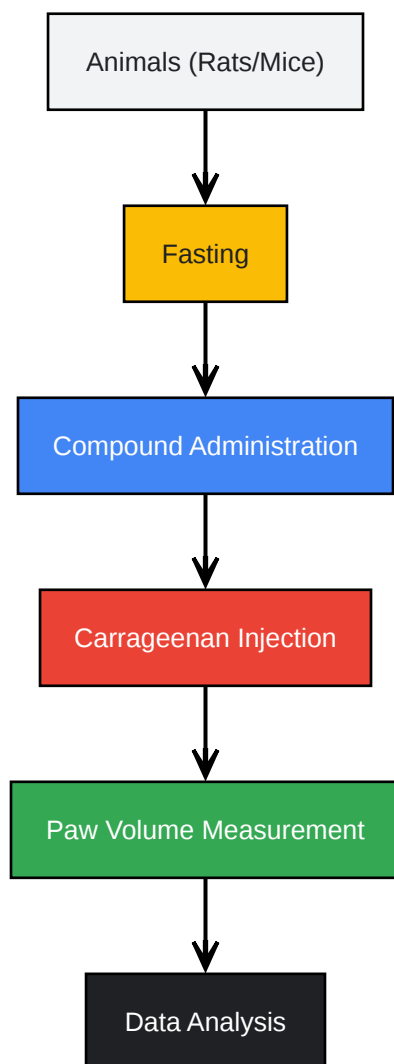 Animals (Rats/Mice)
Fasting
Compound Administration
Carrageenan Injection
Paw Volume Measurement
Data Analysis